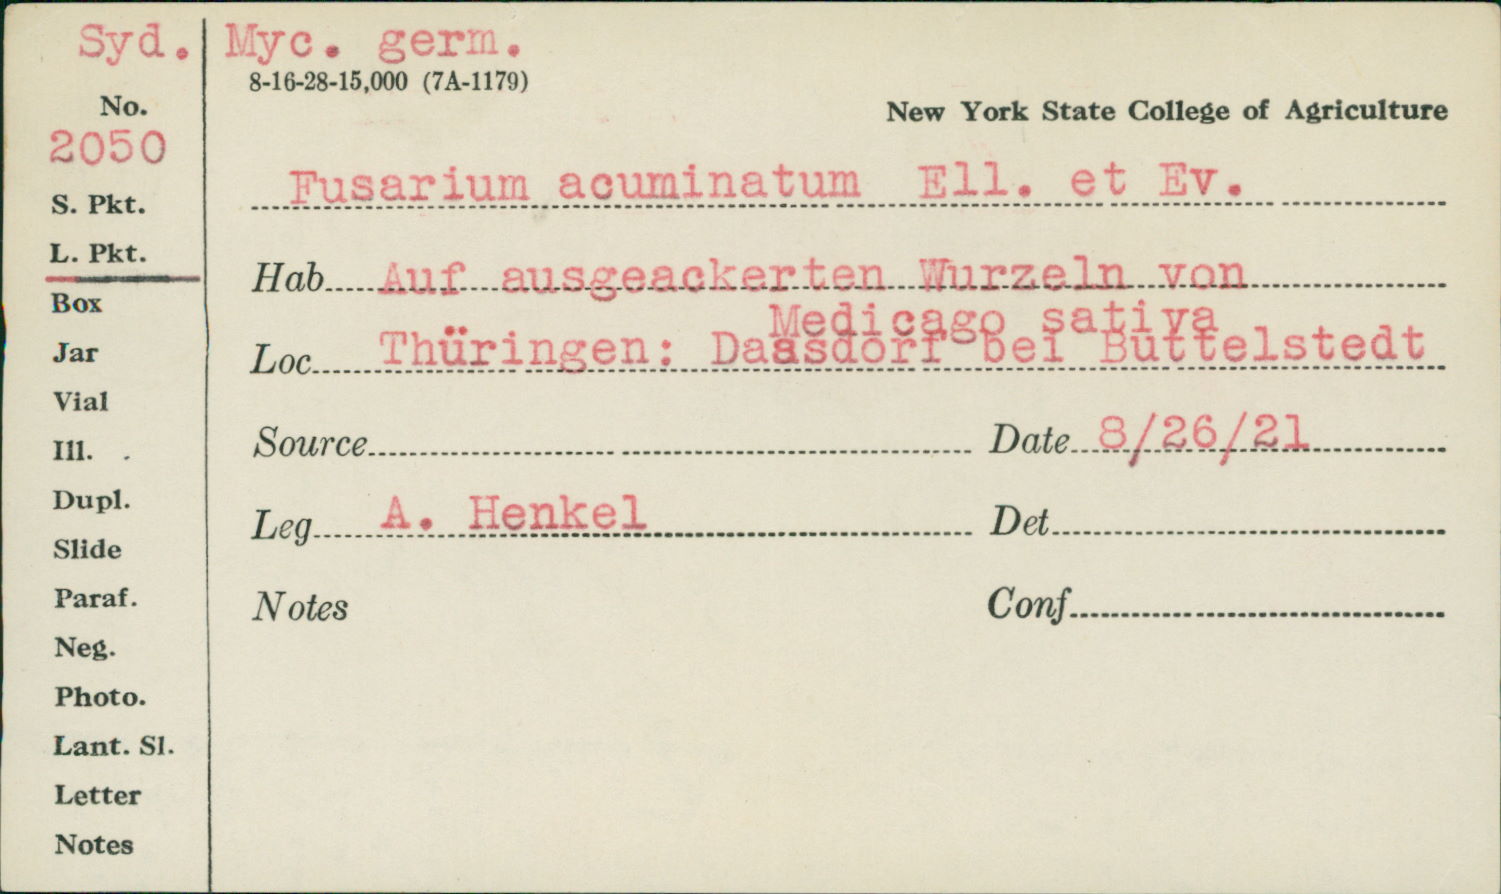 Syd. Myc. germ.
8-16-28-15,000 (7A-1179)
No.
New York State College of Agriculture
2050
Fusarium acuminatum Ell. et Ev.
S. Pkt.
L. Pkt.
Hab. Auf ausgeackerten Wurzeln von
Medicago sativa
Box
Loc. Thüringen: Daasdorf bei Buttelstedt
Jar
Vial
Source Date 8/26/21
Ill.
Dupl.
Leg. A. Henkel Det.
Slide
Paraf.
Notes Conf.
Neg.
Photo.
Lant. Sl.
Letter
Notes